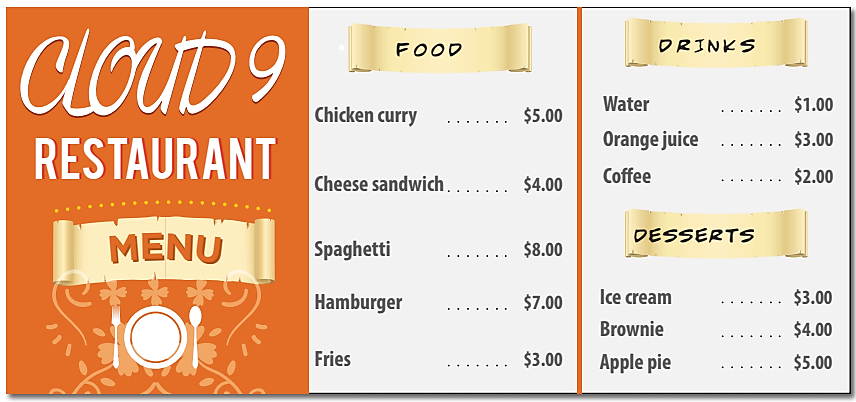 CLOUD 9
RESTAURANT
MENU
FOOD
Chicken curry ....... $5.00
Cheese sandwich ....... $4.00
Spaghetti ....... $8.00
Hamburger ....... $7.00
Fries ....... $3.00
DRINKS
Water ....... $1.00
Orange juice ....... $3.00
Coffee ....... $2.00
DESSERTS
Ice cream ....... $3.00
Brownie ....... $4.00
Apple pie ....... $5.00